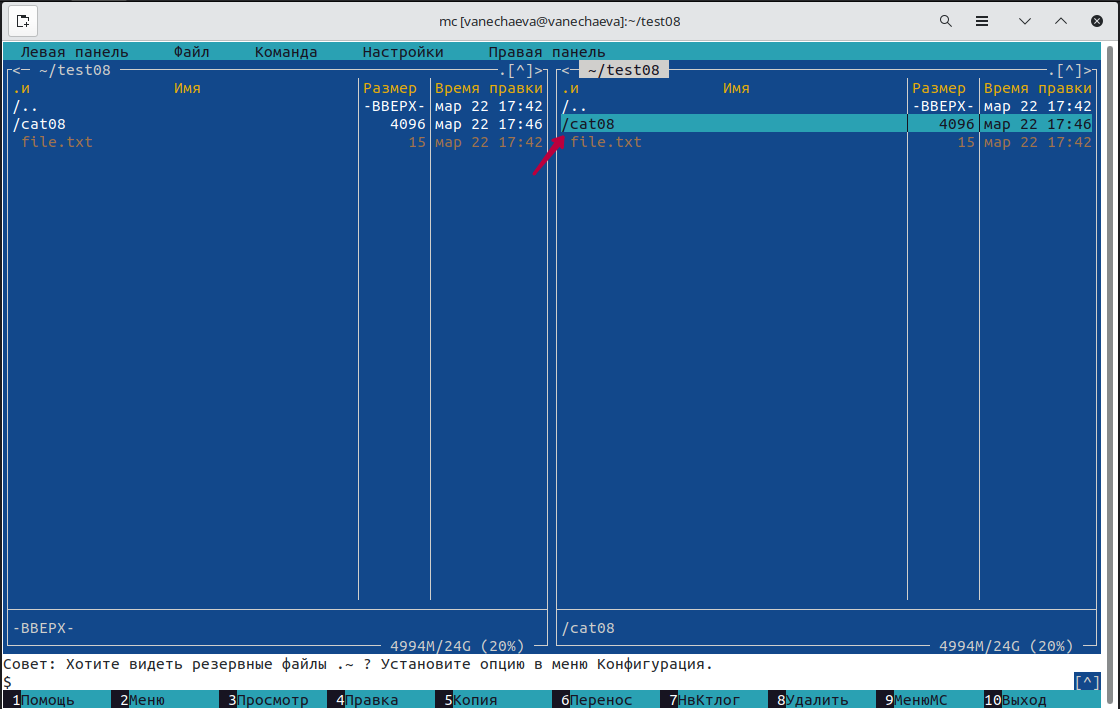 mc [vanechaeva@vanechaeva]:~/test08
Левая панель Файл Команда Настройки Правая панель
<─ ~/test08 .[^]> <─ ~/test08 .[^]>
.и Имя Размер Время правки .и Имя Размер Время правки
/.. -ВВЕРХ- мар 22 17:42 /.. -ВВЕРХ- мар 22 17:42
/cat08 4096 мар 22 17:46 /cat08 4096 мар 22 17:46
file.txt 15 мар 22 17:42 file.txt 15 мар 22 17:42
-ВВЕРХ- /cat08
4994M/24G (20%) 4994M/24G (20%)
Совет: Хотите видеть резервные файлы .~ ? Установите опцию в меню Конфигурация.
$ [^]
1Помощь 2Меню 3Просмотр 4Правка 5Копия 6Перенос 7НвКтлог 8Удалить 9МенюMC 10Выход